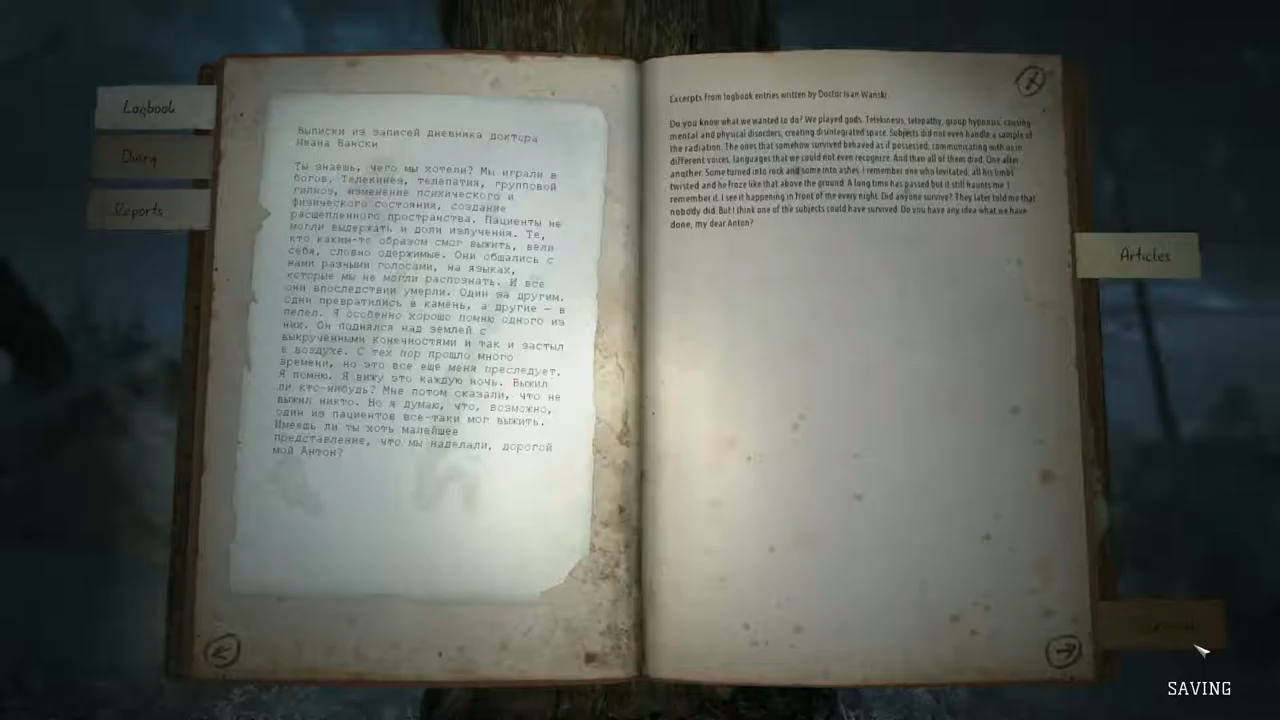 Logbook
Diary
Reports
Выписки из записей дневника доктора
Ивана Вански
Ты знаешь, чего мы хотели? Мы играли в
богов. Телекинез, телепатия, групповой
гипноз, изменение психического и
физического состояния, создание
расщепленного пространства. Пациенты не
могли выдержать и доли излучения. Те,
кто каким-то образом смог выжить, вели
себя, словно одержимые. Они общались с
нами разными голосами, на языках,
которые мы не могли распознать. И все
они впоследствии умерли. Один за другим.
Одни превратились в камень, а другие – в
пепел. Я особенно хорошо помню одного из
них. Он поднялся над землей с
выкрученными конечностями и так и застыл
в воздухе. С тех пор прошло много
времени, но это все еще меня преследует.
Я помню. Я вижу это каждую ночь. Выжил
ли кто-нибудь? Мне потом сказали, что не
выжил никто. Но я думаю, что, возможно,
один из пациентов все-таки мог выжить.
Имеешь ли ты хоть малейшее
представление, что мы наделали, дорогой
мой Антон?
Excerpts from logbook entries written by Doctor Ivan Wanski
Do you know what we wanted to do? We played gods. Telekinesis, telepathy, group hypnosis, causing
mental and physical disorders, creating disintegrated space. Subjects did not even handle a sample of
the radiation. The ones that somehow survived behaved as if possessed, communicating with us in
different voices, languages that we could not even recognize. And then all of them died. One after
another. Some turned into rock and some into ashes. I remember one who levitated, all his limbs
twisted and he froze like that above the ground. A long time has passed but it still haunts me. I
remember it. I see it happening in front of me every night. Did anyone survive? They later told me that
nobody did. But I think one of the subjects could have survived. Do you have any idea what we have
done, my dear Anton?
Articles
SAVING